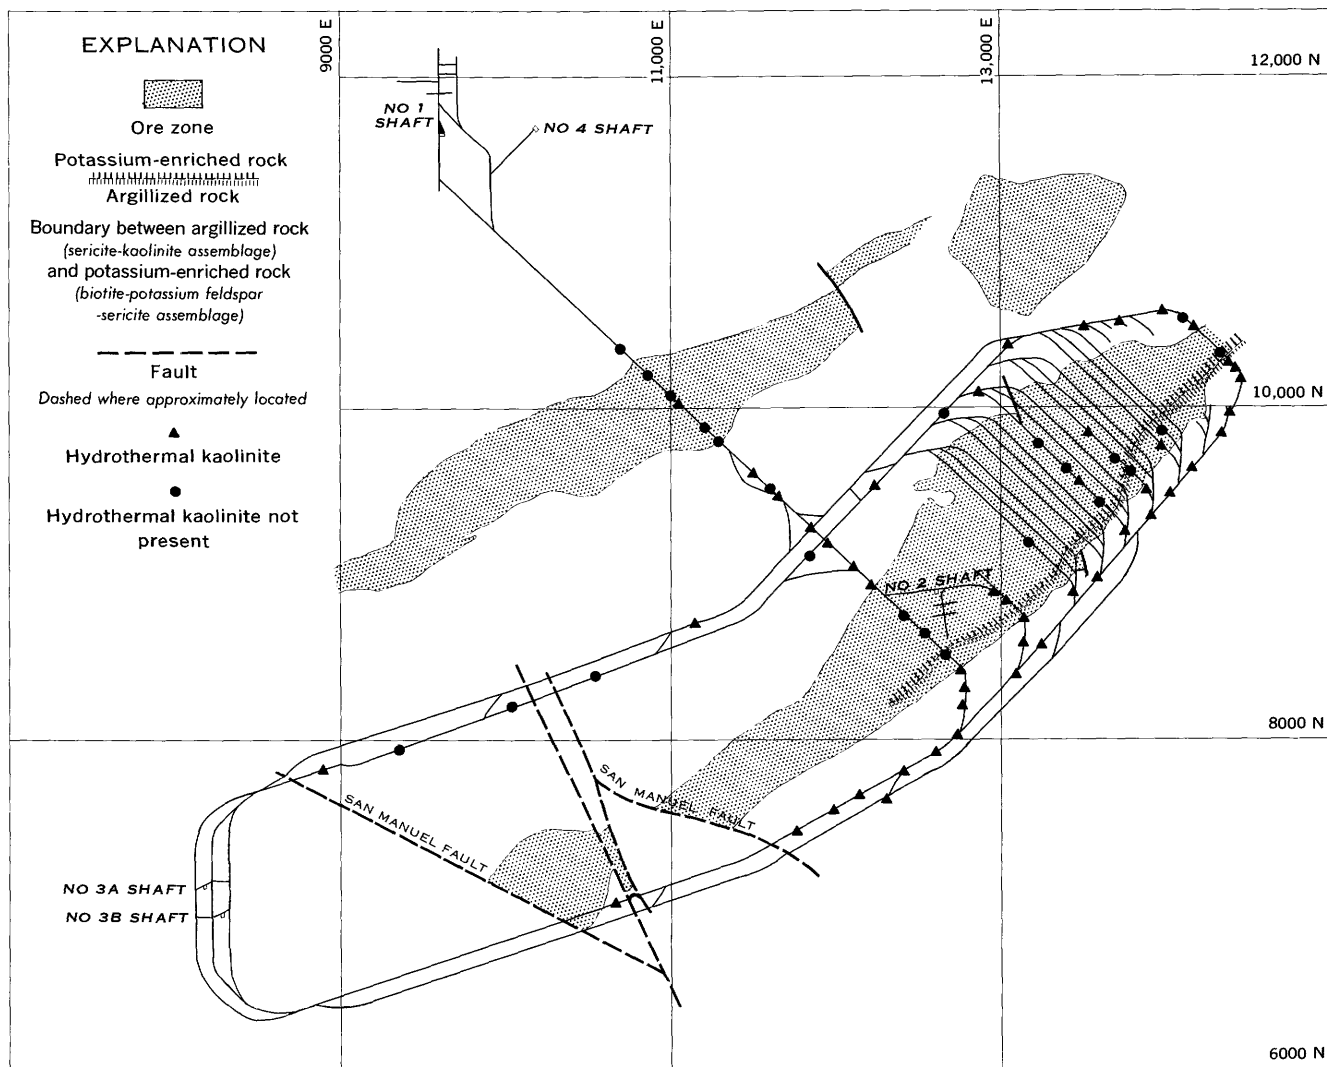 EXPLANATION
Ore zone
Potassium-enriched rock
Argillized rock
Boundary between argillized rock
(sericite-kaolinite assemblage)
and potassium-enriched rock
(biotite-potassium feldspar
-sericite assemblage)
Fault
Dashed where approximately located
Hydrothermal kaolinite
Hydrothermal kaolinite not
present
9000 E
11,000 E
13,000 E
12,000 N
NO 1
SHAFT
NO 4 SHAFT
10,000 N
NO 2 SHAFT
8000 N
SAN MANUEL FAULT
SAN MANUEL FAULT
NO 3A SHAFT
NO 3B SHAFT
6000 N